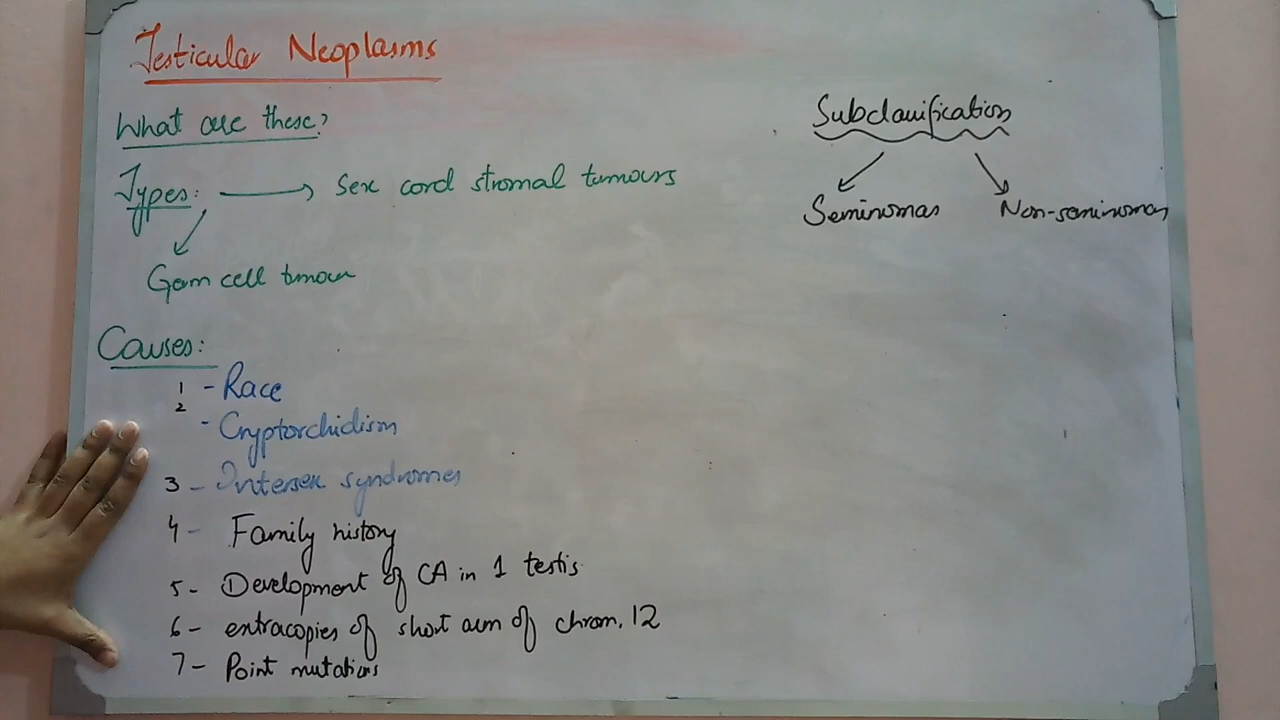 Testicular Neoplasms
What are these?
Types: → Sex cord stromal tumours
Germ cell tumour
Causes:
1 - Race
2 - Cryptorchidism
3 - Intersex syndromes
4 - Family history
5- Development of CA in 1 testis
6- extracopies of short arm of chrom. 12
7- Point mutations
Subclassification
Seminomas
Non-seminomas